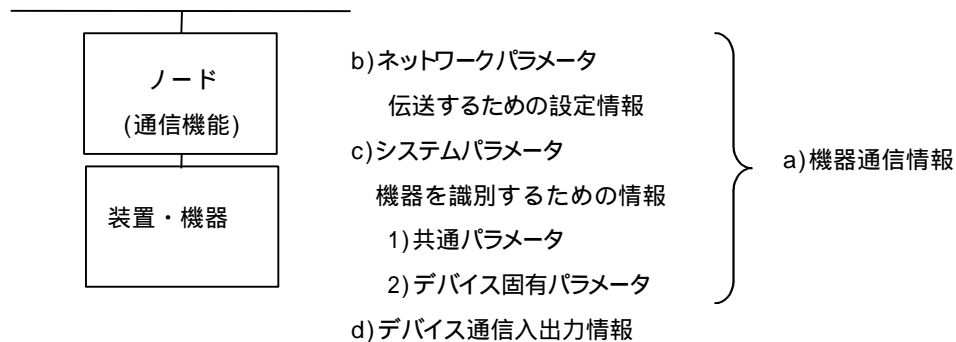 ノード
(通信機能)
装置・機器
b)ネットワークパラメータ
伝送するための設定情報
c)システムパラメータ
機器を識別するための情報
1)共通パラメータ
2)デバイス固有パラメータ
d)デバイス通信入出力情報
a)機器通信情報